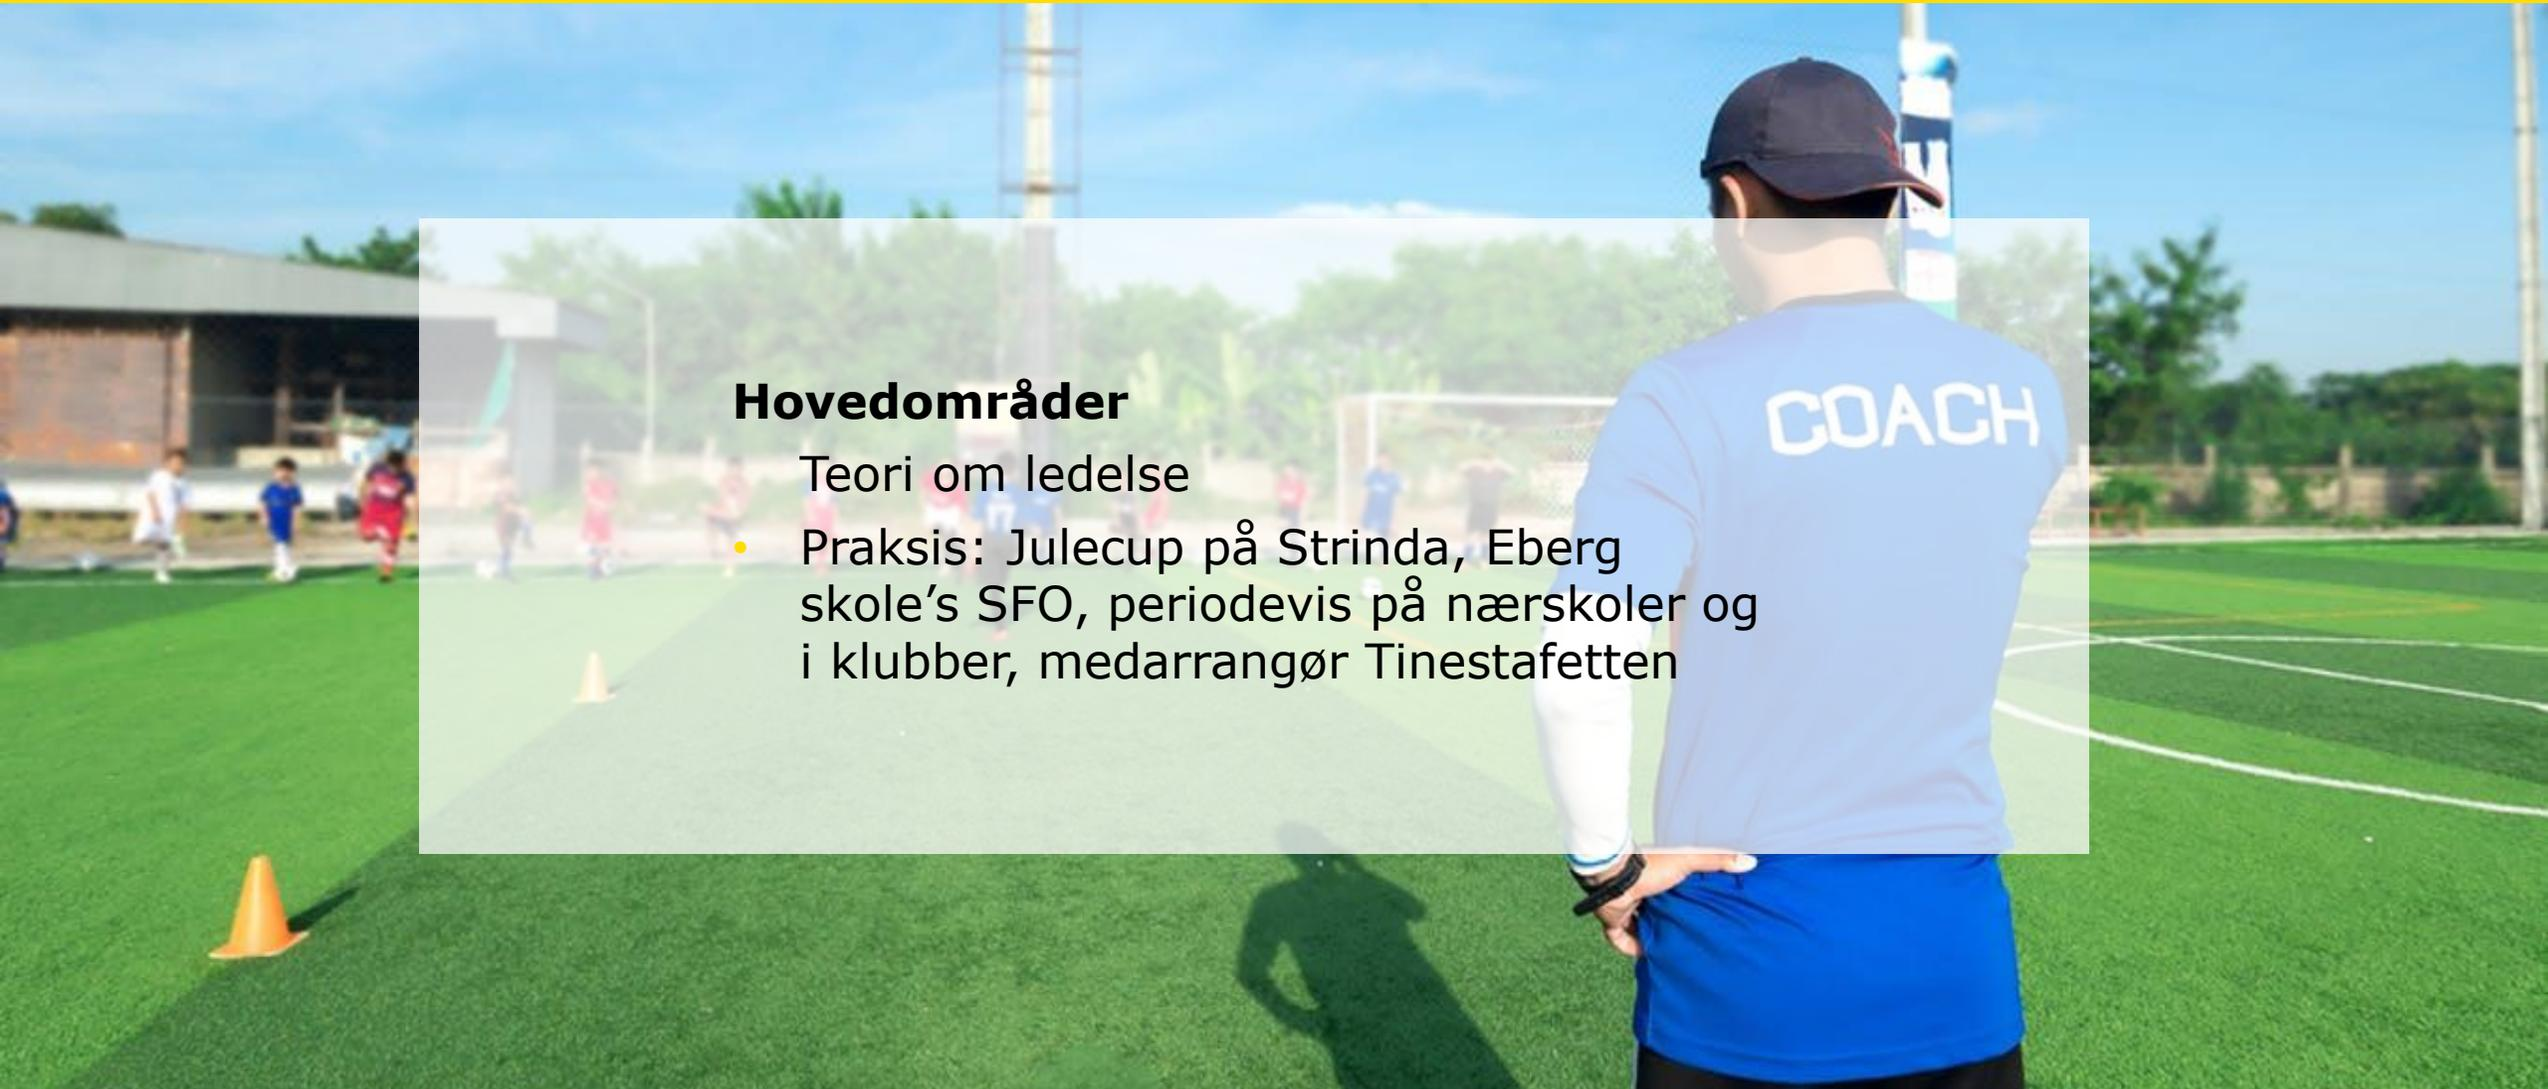 Hovedområder
COACH
Teori om ledelse
• Praksis: Julecup på Strinda, Eberg
skole’s SFO, periodevis på nærskoler og
i klubber, medarrangør Tinestafetten